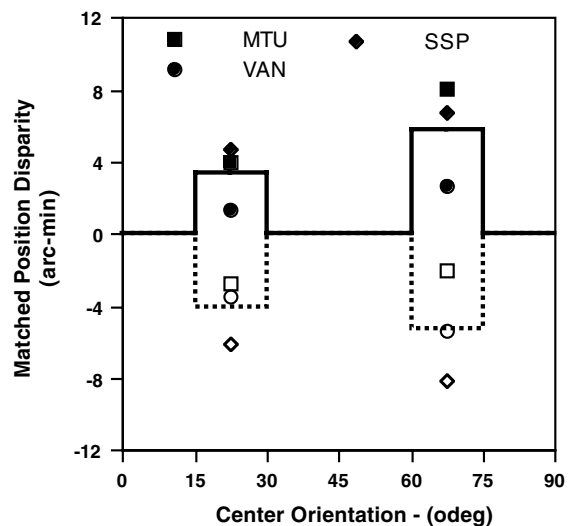 MTU SSP
VAN
12
8
4
0
-4
-8
-12
0 15 30 45 60 75 90
Matched Position Disparity
(arc-min)
Center Orientation - (odeg)